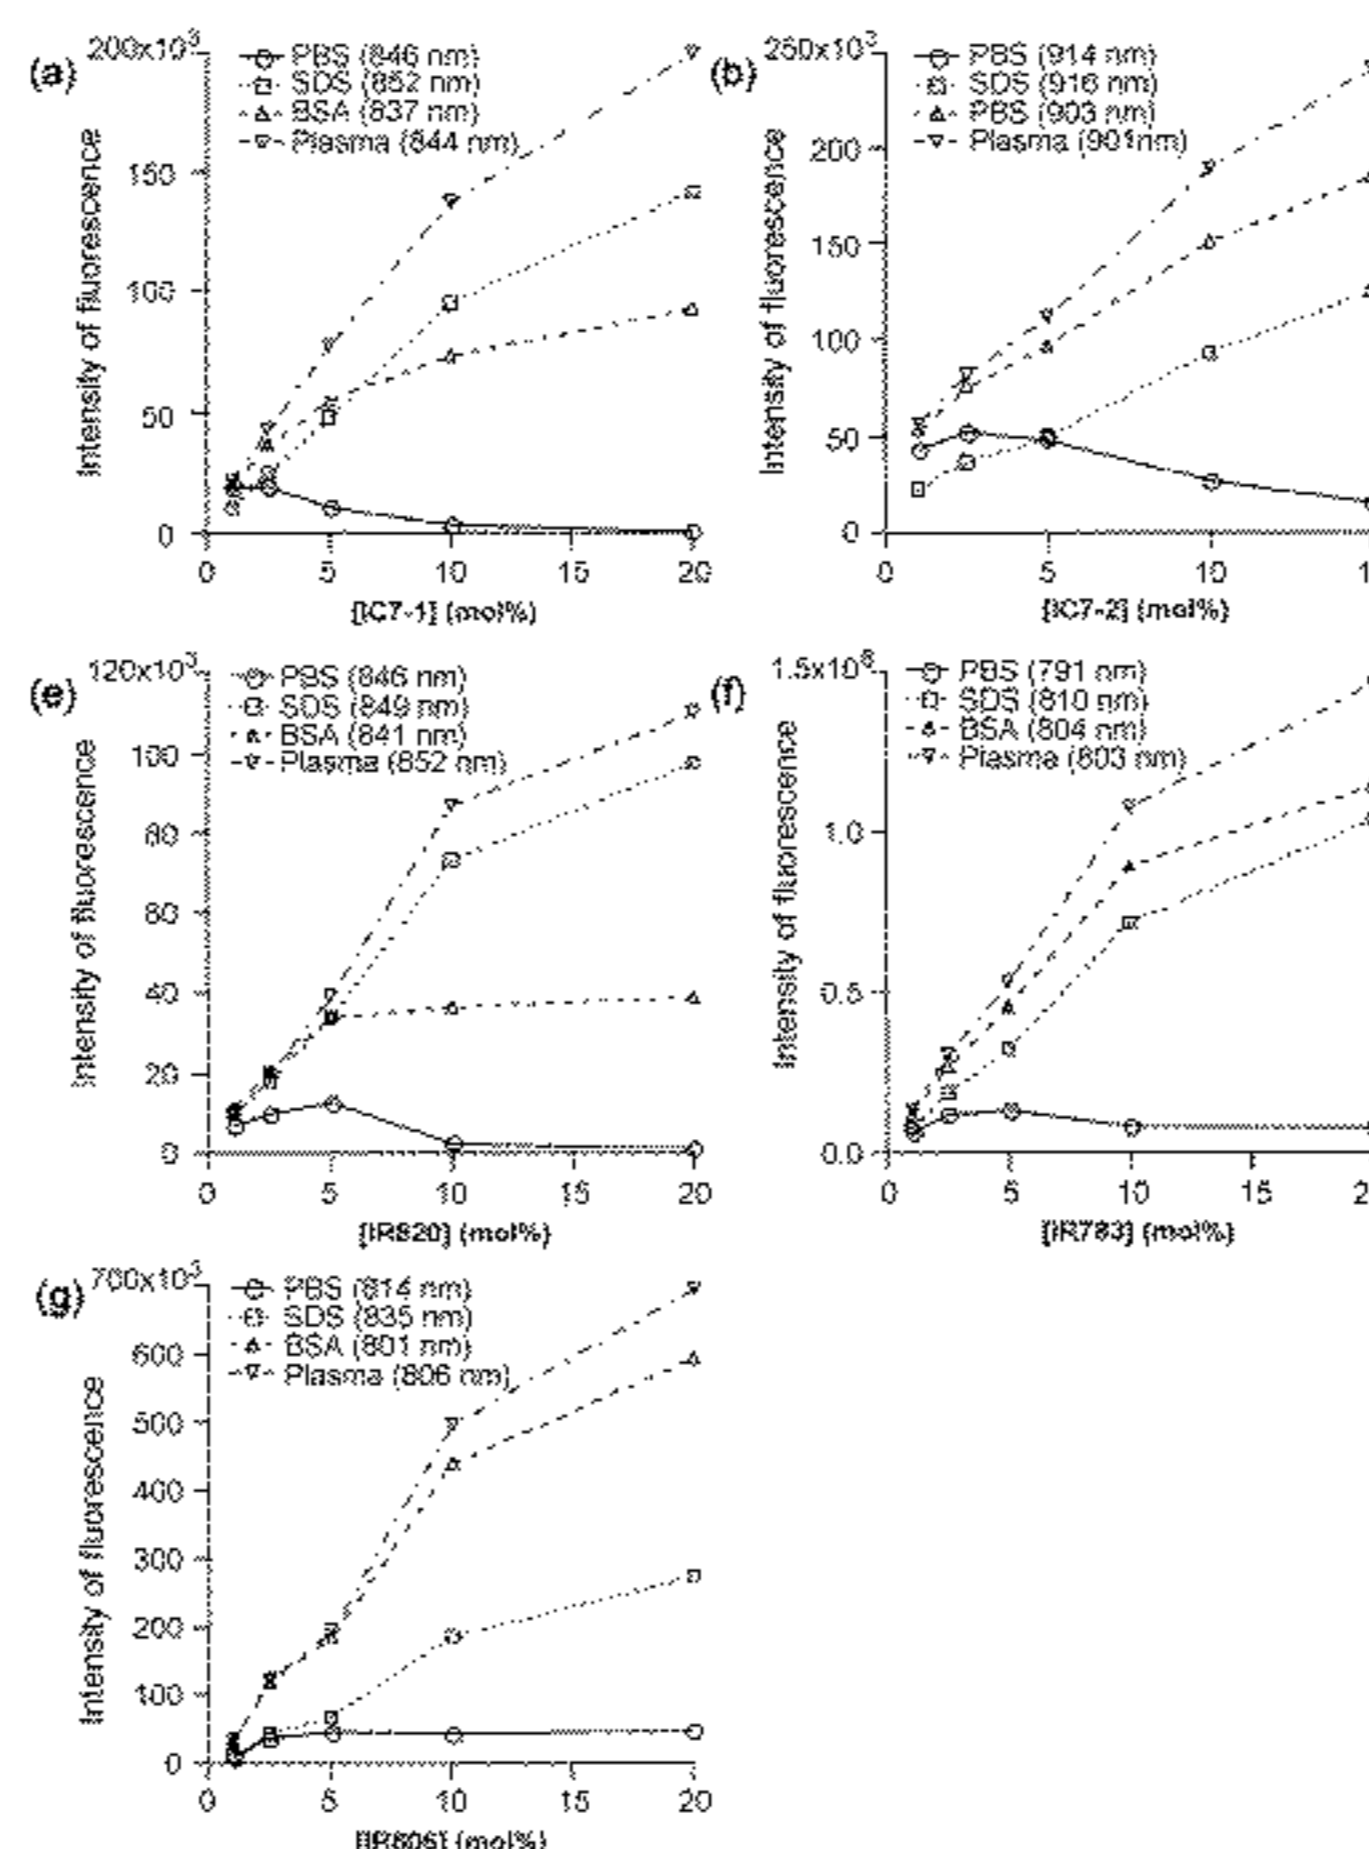 (a)
200x10³
PBS (846 nm)
SDS (852 nm)
BSA (837 nm)
Plasma (844 nm)
150
100
50
0
Intensity of fluorescence
0 5 10 15 20
[IC7-1] (mol%)
(b)
250x10³
PBS (914 nm)
SDS (916 nm)
PBS (903 nm)
Plasma (901nm)
200
150
100
50
0
Intensity of fluorescence
0 5 10
[IC7-2] (mol%)
(e)
120x10³
PBS (846 nm)
SDS (849 nm)
BSA (841 nm)
Plasma (852 nm)
100
80
60
40
20
0
Intensity of fluorescence
0 5 10 15 20
[IR820] (mol%)
(f)
1.5x10⁶
PBS (791 nm)
SDS (810 nm)
BSA (804 nm)
Plasma (803 nm)
1.0
0.5
0.0
Intensity of fluorescence
0 5 10 15
[IR783] (mol%)
(g)
700x10³
PBS (814 nm)
SDS (835 nm)
BSA (801 nm)
Plasma (806 nm)
600
500
400
300
200
100
0
Intensity of fluorescence
0 5 10 15 20
[IR806] (mol%)